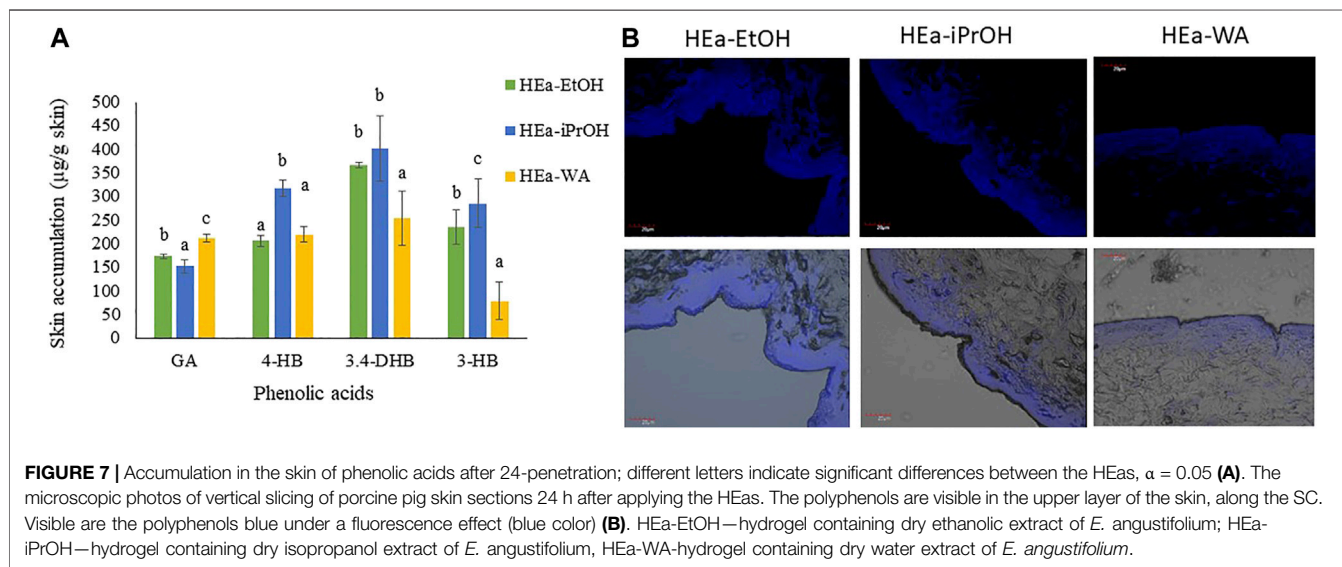 A
Skin accumulation (µg/g skin)
500
450
400
350
300
250
200
150
100
50
0
b
a
c
a
b
a
b
b
a
b
c
a
GA
4-HB
3.4-DHB
3-HB
Phenolic acids
HEa-EtOH
HEa-iPrOH
HEa-WA
B
HEa-EtOH
HEa-iPrOH
HEa-WA
20µm
20µm
20µm
20µm
20µm
20µm
FIGURE 7 | Accumulation in the skin of phenolic acids after 24-penetration; different letters indicate significant differences between the HEas, α = 0.05 (A). The
microscopic photos of vertical slicing of porcine pig skin sections 24 h after applying the HEas. The polyphenols are visible in the upper layer of the skin, along the SC.
Visible are the polyphenols blue under a fluorescence effect (blue color) (B). HEa-EtOH—hydrogel containing dry ethanolic extract of E. angustifolium; HEa-
iPrOH—hydrogel containing dry isopropanol extract of E. angustifolium, HEa-WA-hydrogel containing dry water extract of E. angustifolium.